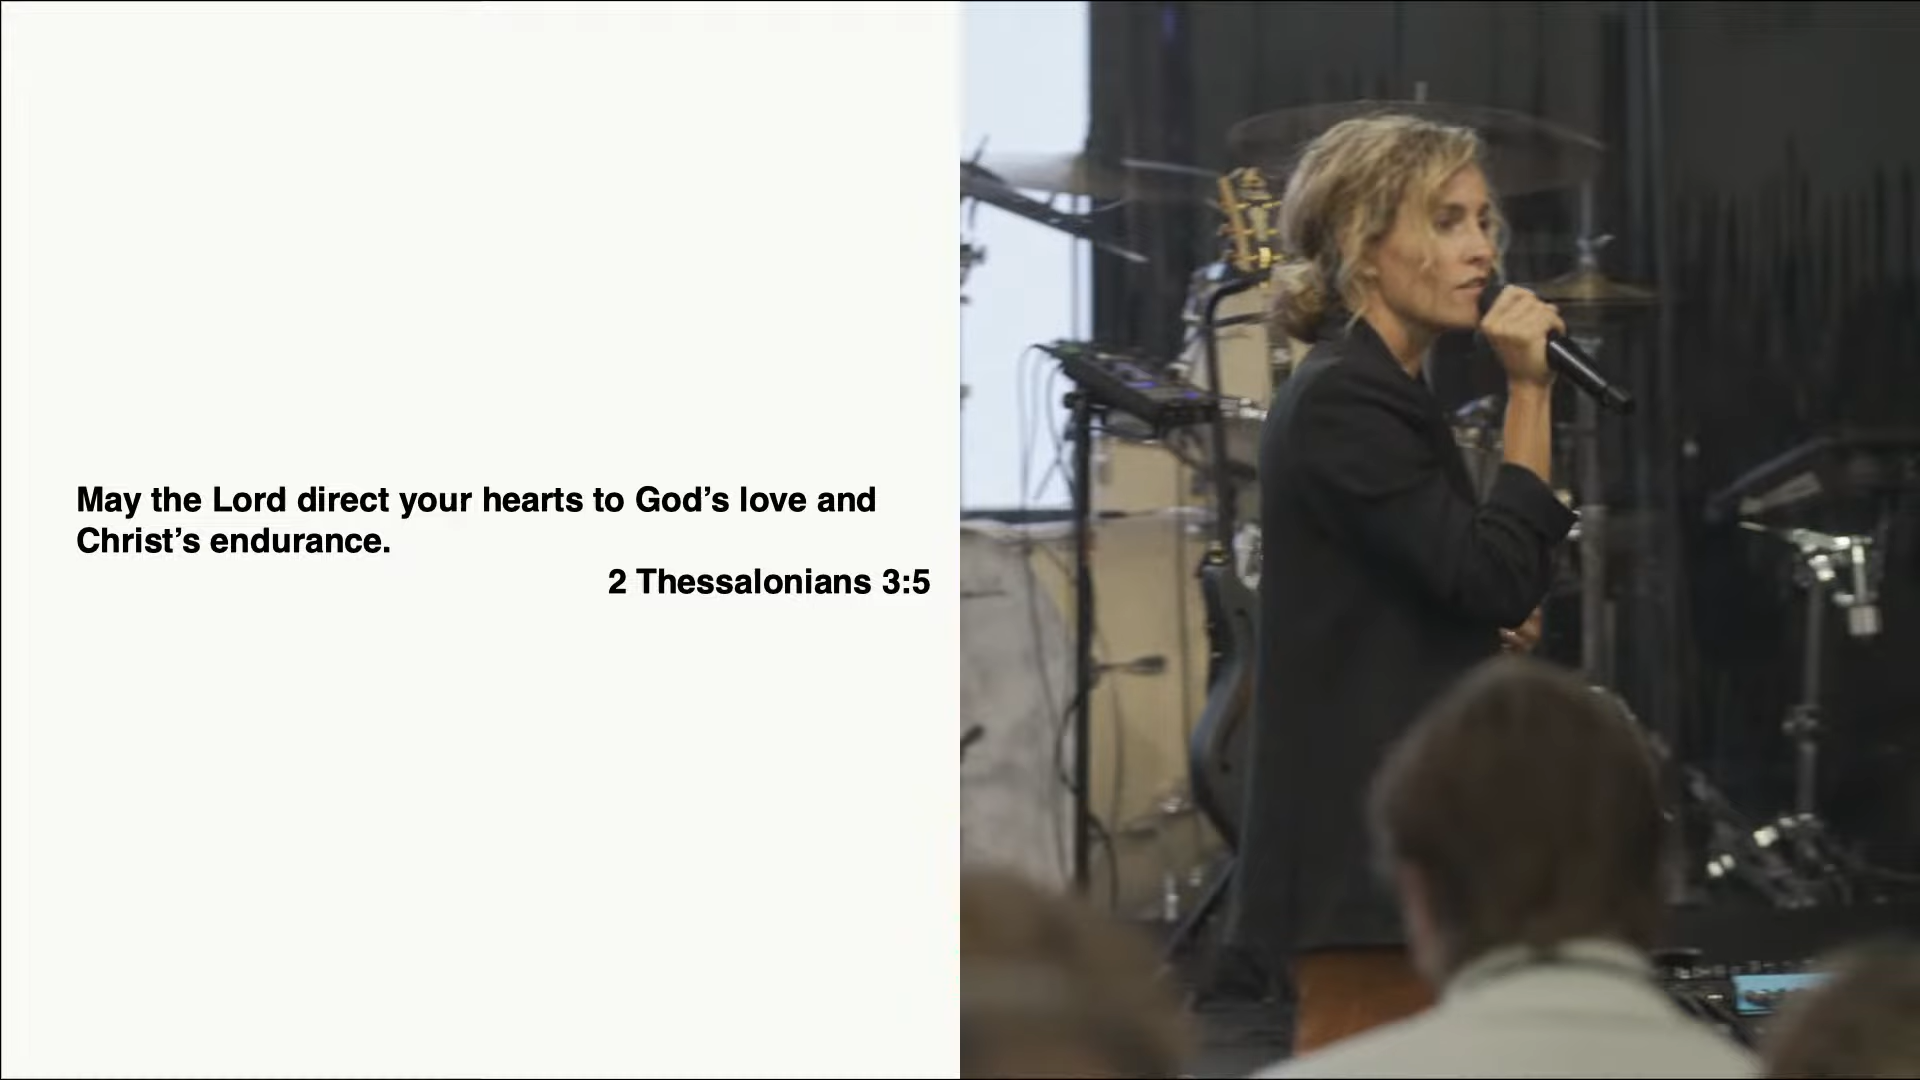 May the Lord direct your hearts to God’s love and
Christ’s endurance.
2 Thessalonians 3:5